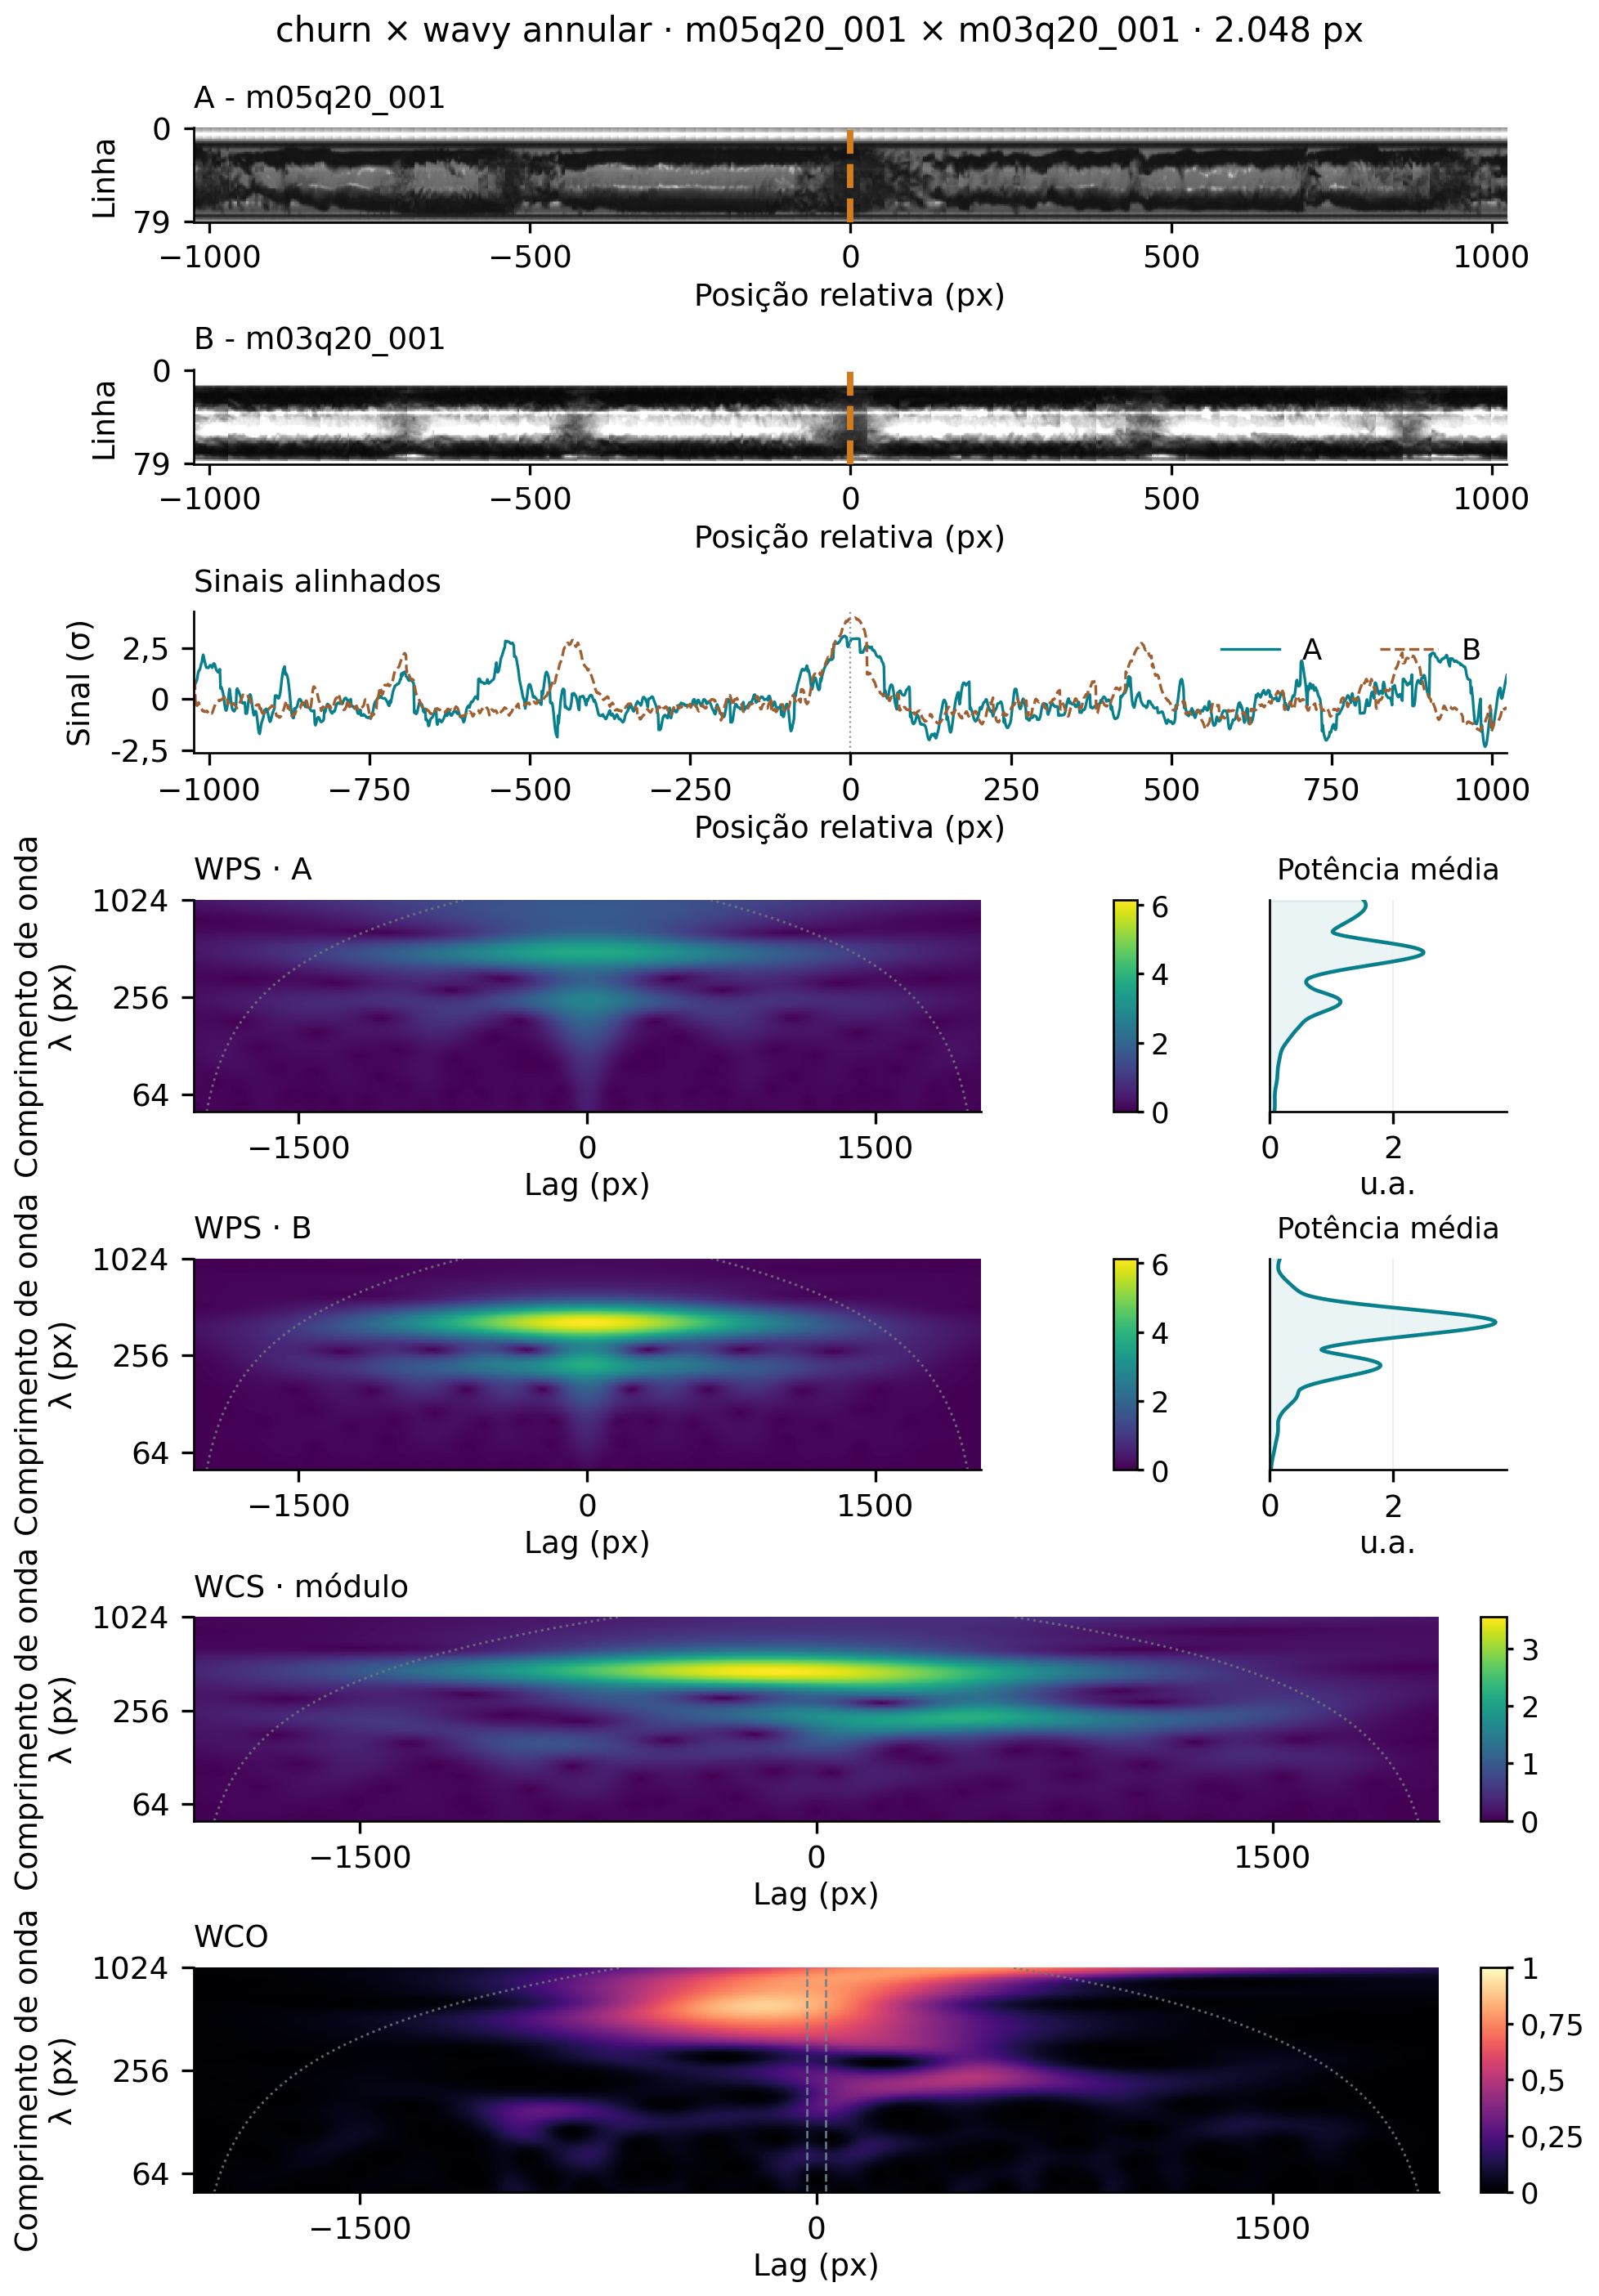 churn × wavy annular · m05q20_001 × m03q20_001 · 2.048 px
A - m05q20_001
Linha
0
79
−1000 −500 0 500 1000
Posição relativa (px)
B - m03q20_001
Linha
0
79
−1000 −500 0 500 1000
Posição relativa (px)
Sinais alinhados
Sinal (σ)
2,5
0
-2,5
A B
−1000 −750 −500 −250 0 250 500 750 1000
Posição relativa (px)
WPS · A
Comprimento de onda
λ (px)
1024
256
64
−1500 0 1500
Lag (px)
6
4
2
0
Potência média
0 2
u.a.
WPS · B
Comprimento de onda
λ (px)
1024
256
64
−1500 0 1500
Lag (px)
6
4
2
0
Potência média
0 2
u.a.
WCS · módulo
Comprimento de onda
λ (px)
1024
256
64
−1500 0 1500
Lag (px)
3
2
1
0
WCO
Comprimento de onda
λ (px)
1024
256
64
−1500 0 1500
Lag (px)
1
0,75
0,5
0,25
0